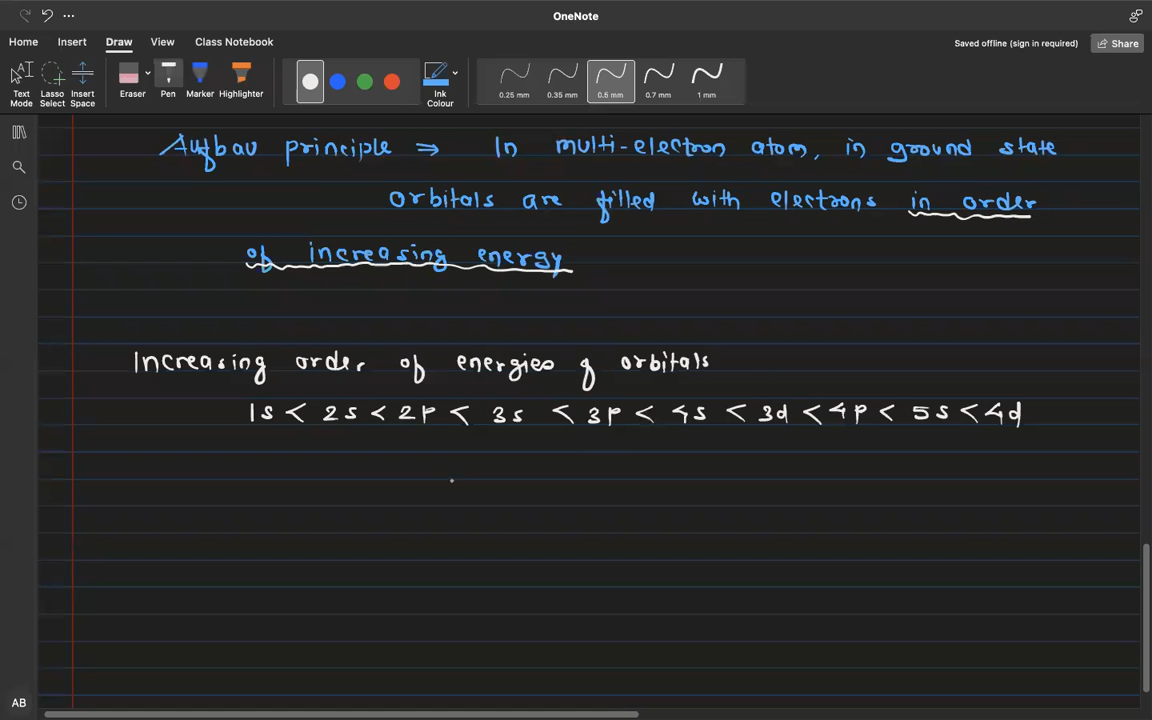 OneNote
Home Insert Draw View Class Notebook
Saved offline (sign in required) Share
Text Mode Lasso Select Insert Space Eraser Pen Marker Highlighter Ink Colour 0.25 mm 0.35 mm 0.5 mm 0.7 mm 1 mm
Aufbau principle ⇒ In multi-electron atom, in ground state
orbitals are filled with electrons in order
of increasing energy
Increasing order of energies of orbitals
1s < 2s < 2p < 3s < 3p < 4s < 3d < 4p < 5s < 4d
AB